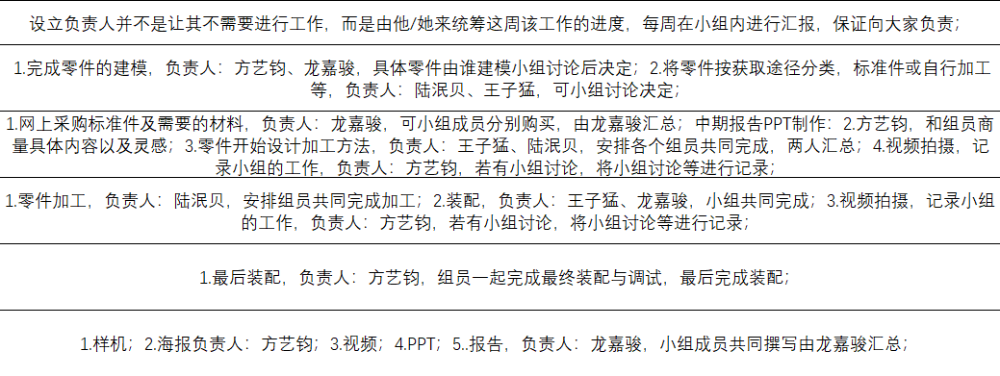 设立负责人并不是让其不需要进行工作，而是由他/她来统筹这周该工作的进度，每周在小组内进行汇报，保证向大家负责；
1.完成零件的建模，负责人：方艺钧、龙嘉骏，具体零件由谁建模小组讨论后决定；2.将零件按获取途径分类，标准件或自行加工
等，负责人：陆泯贝、王子猛，可小组讨论决定；
1.网上采购标准件及需要的材料，负责人：龙嘉骏，可小组成员分别购买，由龙嘉骏汇总；中期报告PPT制作：2.方艺钧，和组员商
量具体内容以及灵感；3.零件开始设计加工方法，负责人：王子猛、陆泯贝，安排各个组员共同完成，两人汇总；4.视频拍摄，记
录小组的工作，负责人：方艺钧，若有小组讨论，将小组讨论等进行记录；
1.零件加工，负责人：陆泯贝，安排组员共同完成加工；2.装配，负责人：王子猛、龙嘉骏，小组共同完成；3.视频拍摄，记录小组
的工作，负责人：方艺钧，若有小组讨论，将小组讨论等进行记录；
1.最后装配，负责人：方艺钧，组员一起完成最终装配与调试，最后完成装配；
1.样机；2.海报负责人：方艺钧；3.视频；4.PPT；5..报告，负责人：龙嘉骏，小组成员共同撰写由龙嘉骏汇总；